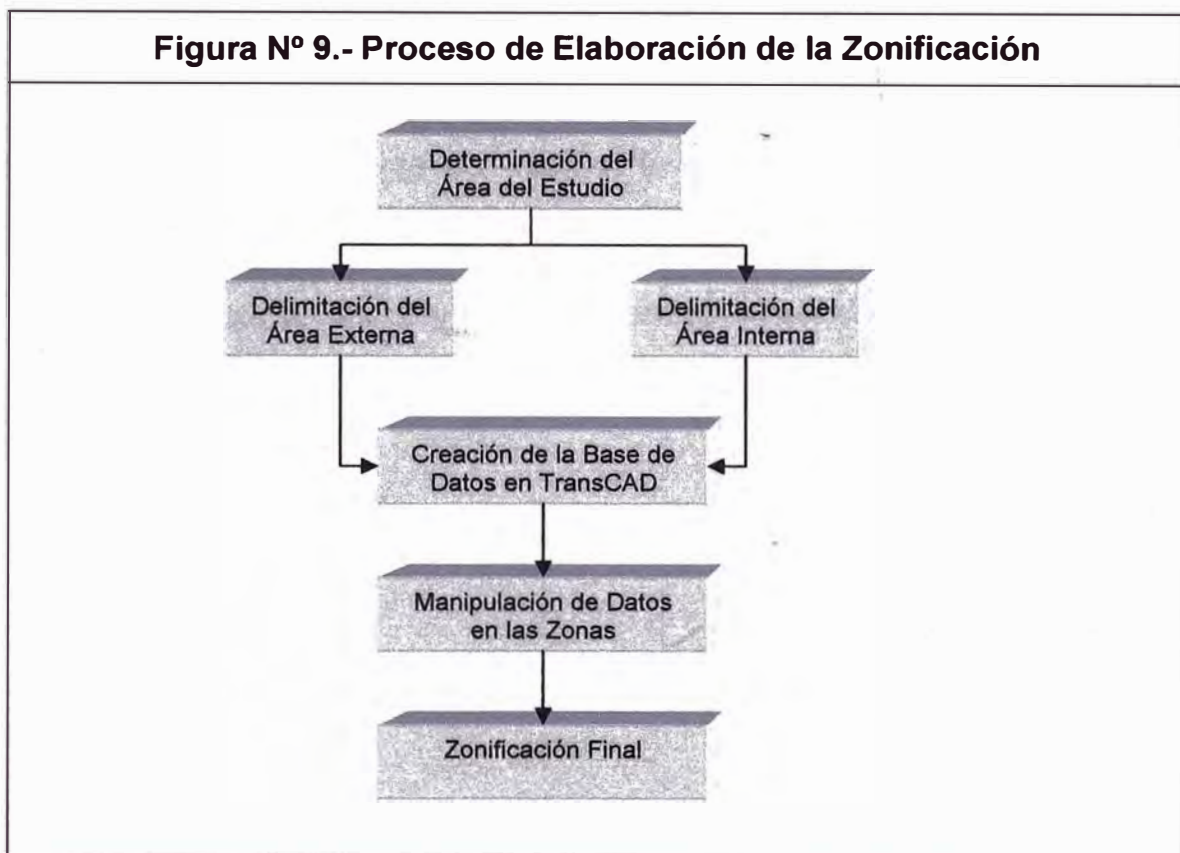 Figura Nº 9.- Proceso de Elaboración de la Zonificación
Determinación del
Área del Estudio
Delimitación del
Área Externa
Delimitación del
Área Interna
Creación de la Base de
Datos en TransCAD
Manipulación de Datos
en las Zonas
Zonificación Final